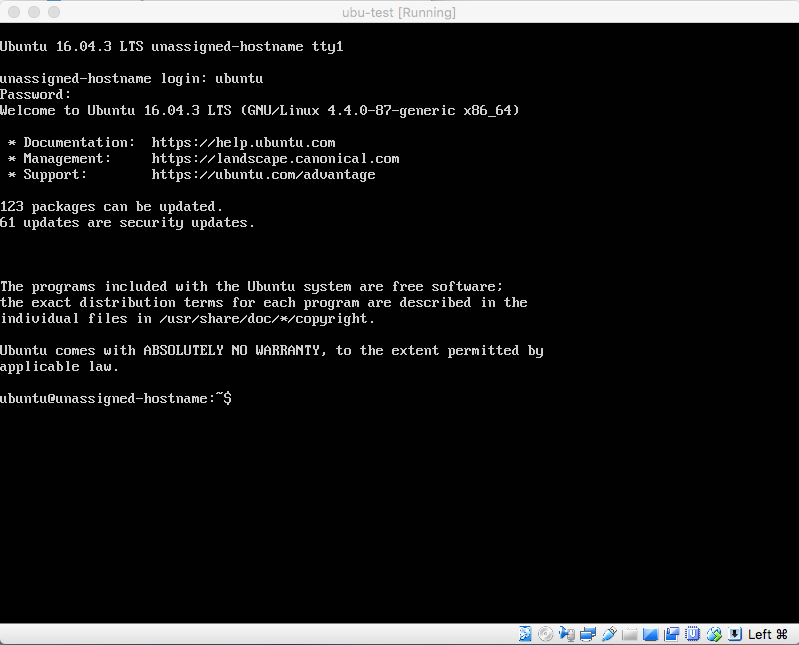 ubu-test [Running]
Ubuntu 16.04.3 LTS unassigned-hostname tty1
unassigned-hostname login: ubuntu
Password:
Welcome to Ubuntu 16.04.3 LTS (GNU/Linux 4.4.0-87-generic x86_64)
* Documentation:  https://help.ubuntu.com
* Management:     https://landscape.canonical.com
* Support:        https://ubuntu.com/advantage
123 packages can be updated.
61 updates are security updates.
The programs included with the Ubuntu system are free software;
the exact distribution terms for each program are described in the
individual files in /usr/share/doc/*/copyright.
Ubuntu comes with ABSOLUTELY NO WARRANTY, to the extent permitted by
applicable law.
ubuntu@unassigned-hostname:~$
Left ⌘